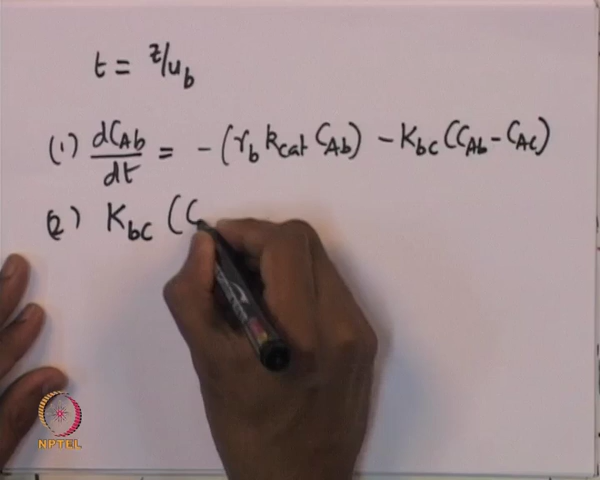 t = z/u_b
(1) dC_Ab/dt = -(γ_b k_cat C_Ab) - K_bc (C_Ab - C_Ac)
(2) K_bc (C
NPTEL